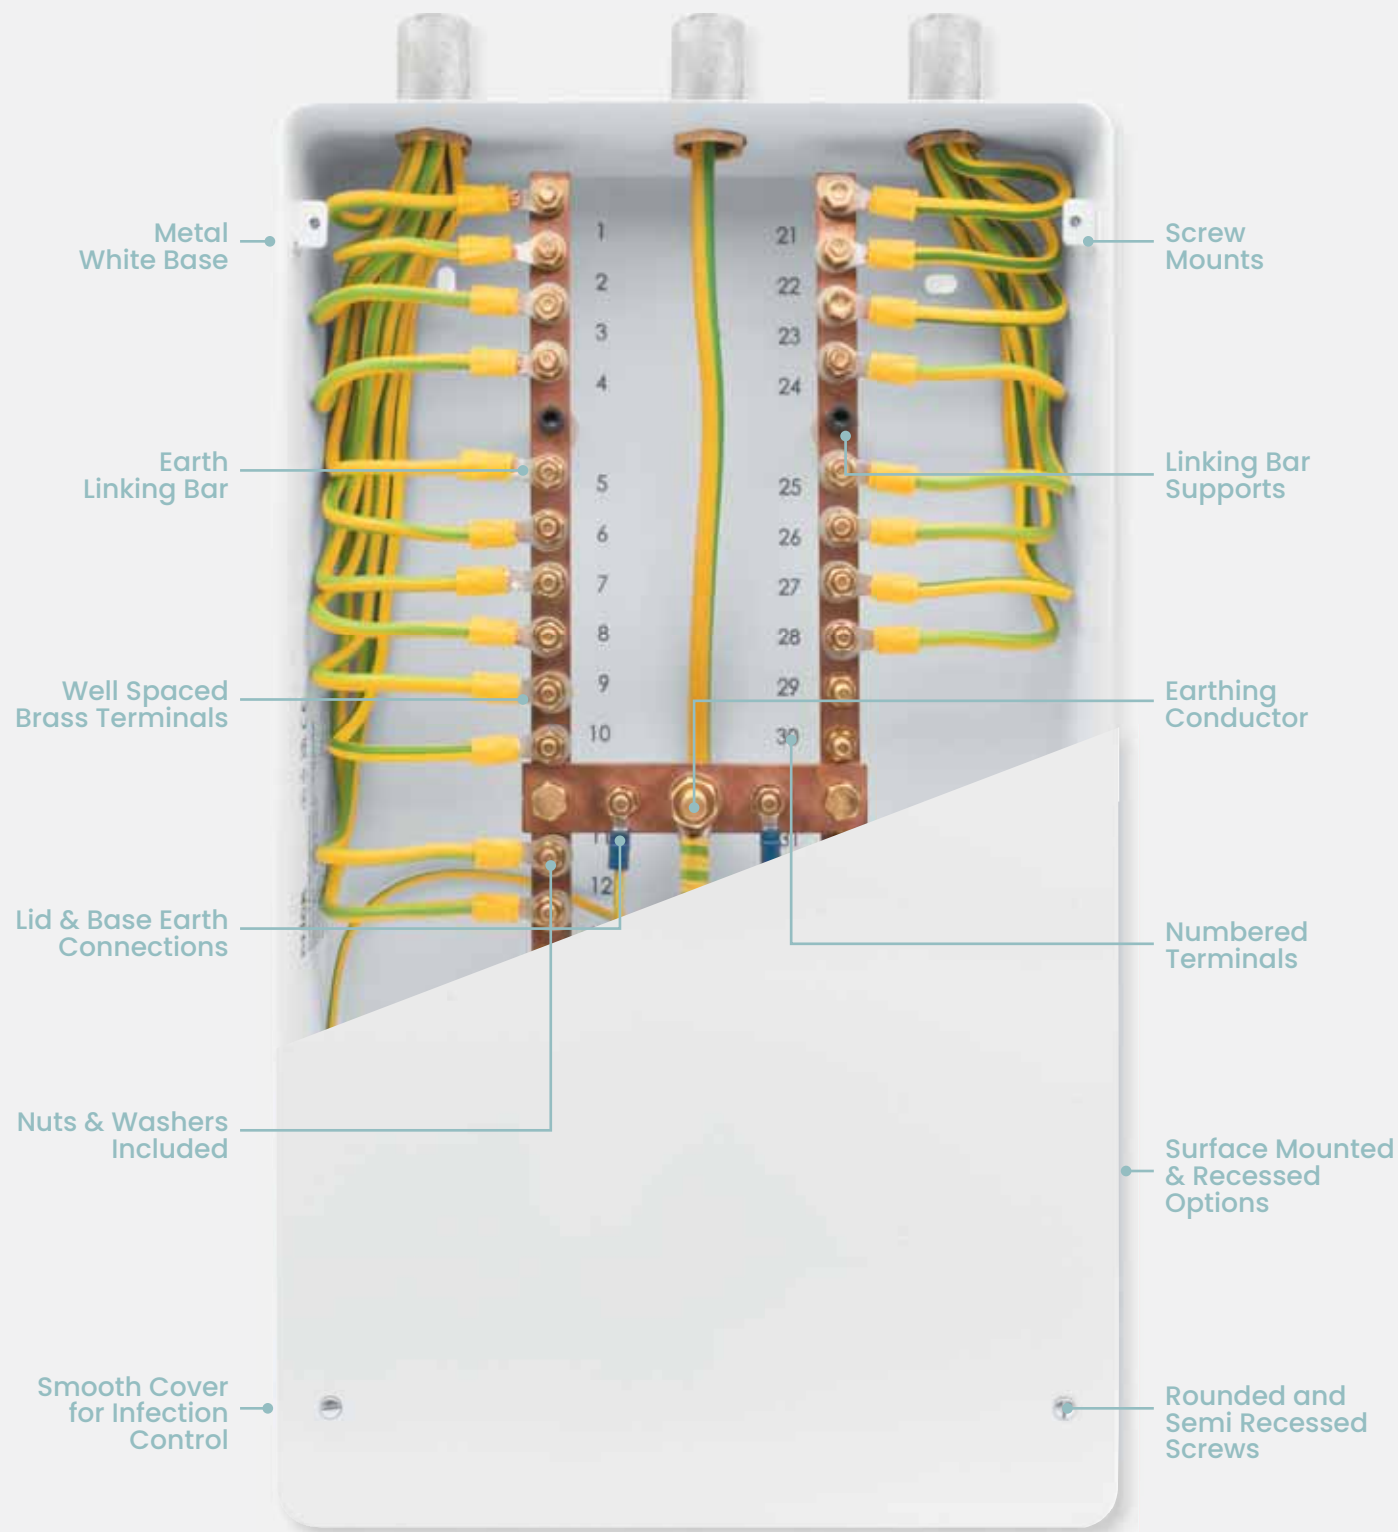 Metal
White Base
Earth
Linking Bar
Well Spaced
Brass Terminals
Lid & Base Earth
Connections
Nuts & Washers
Included
Smooth Cover
for Infection
Control
1
2
3
4
5
6
7
8
9
10
12
21
22
23
24
25
26
27
28
29
30
Screw
Mounts
Linking Bar
Supports
Earthing
Conductor
Numbered
Terminals
Surface Mounted
& Recessed
Options
Rounded and
Semi Recessed
Screws